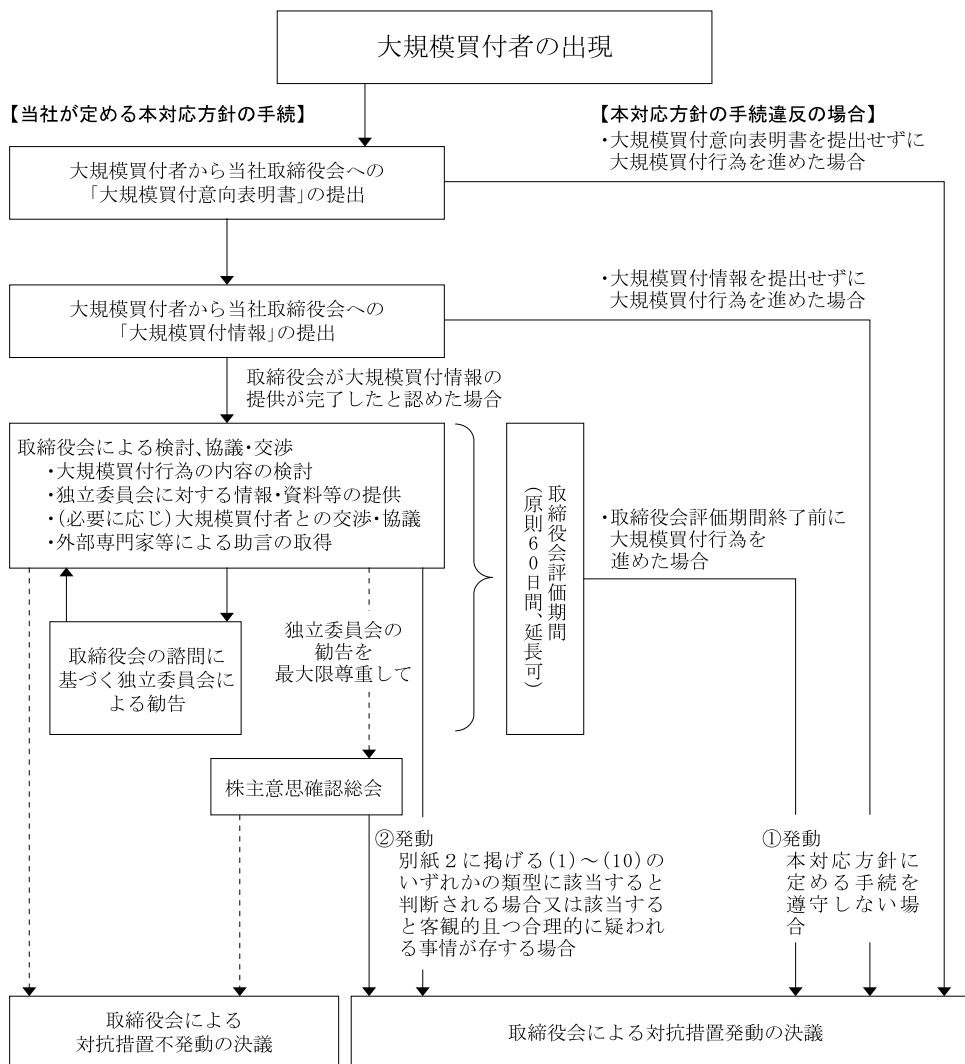 大規模買付者の出現
【当社が定める本対応方針の手続】
【本対応方針の手続違反の場合】
・大規模買付意向表明書を提出せずに
大規模買付行為を進めた場合
大規模買付者から当社取締役会への
「大規模買付意向表明書」の提出
・大規模買付情報を提出せずに
大規模買付行為を進めた場合
大規模買付者から当社取締役会への
「大規模買付情報」の提出
取締役会が大規模買付情報の
提供が完了したと認めた場合
取締役会による検討、協議・交渉
・大規模買付行為の内容の検討
・独立委員会に対する情報・資料等の提供
・(必要に応じ)大規模買付者との交渉・協議
・外部専門家等による助言の取得
取締役会評価期間
(原則60日間、延長可)
・取締役会評価期間終了前に
大規模買付行為を
進めた場合
取締役会の諮問に
基づく独立委員会に
よる勧告
独立委員会の
勧告を
最大限尊重して
株主意思確認総会
②発動
別紙2に掲げる(1)～(10)の
いずれかの類型に該当すると
判断される場合又は該当する
と客観的且つ合理的に疑われ
る事情が存する場合
①発動
本対応方針に
定める手続を
遵守しない場
合
取締役会による
対抗措置不発動の決議
取締役会による対抗措置発動の決議